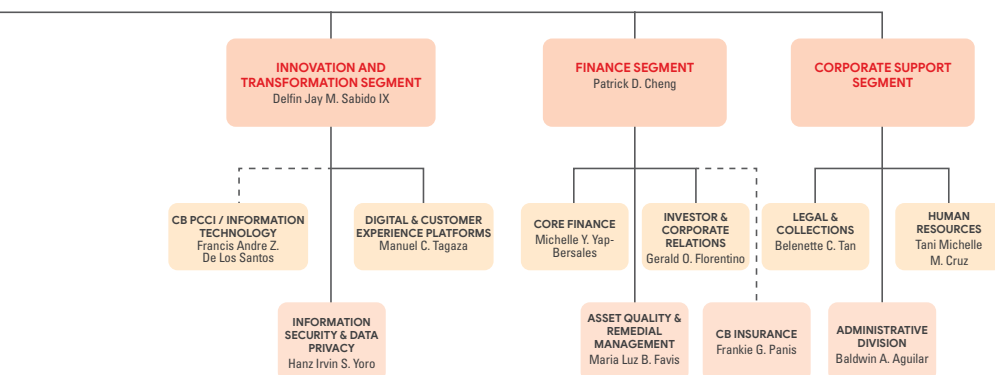 INNOVATION AND
TRANSFORMATION SEGMENT
Delfin Jay M. Sabido IX
FINANCE SEGMENT
Patrick D. Cheng
CORPORATE SUPPORT
SEGMENT
CB PCCI / INFORMATION
TECHNOLOGY
Francis Andre Z.
De Los Santos
DIGITAL & CUSTOMER
EXPERIENCE PLATFORMS
Manuel C. Tagaza
CORE FINANCE
Michelle Y. Yap-
Bersales
INVESTOR &
CORPORATE
RELATIONS
Gerald O. Florentino
LEGAL &
COLLECTIONS
Belenette C. Tan
HUMAN
RESOURCES
Tani Michelle
M. Cruz
INFORMATION
SECURITY & DATA
PRIVACY
Hanz Irvin S. Yoro
ASSET QUALITY &
REMEDIAL
MANAGEMENT
Maria Luz B. Favis
CB INSURANCE
Frankie G. Panis
ADMINISTRATIVE
DIVISION
Baldwin A. Aguilar